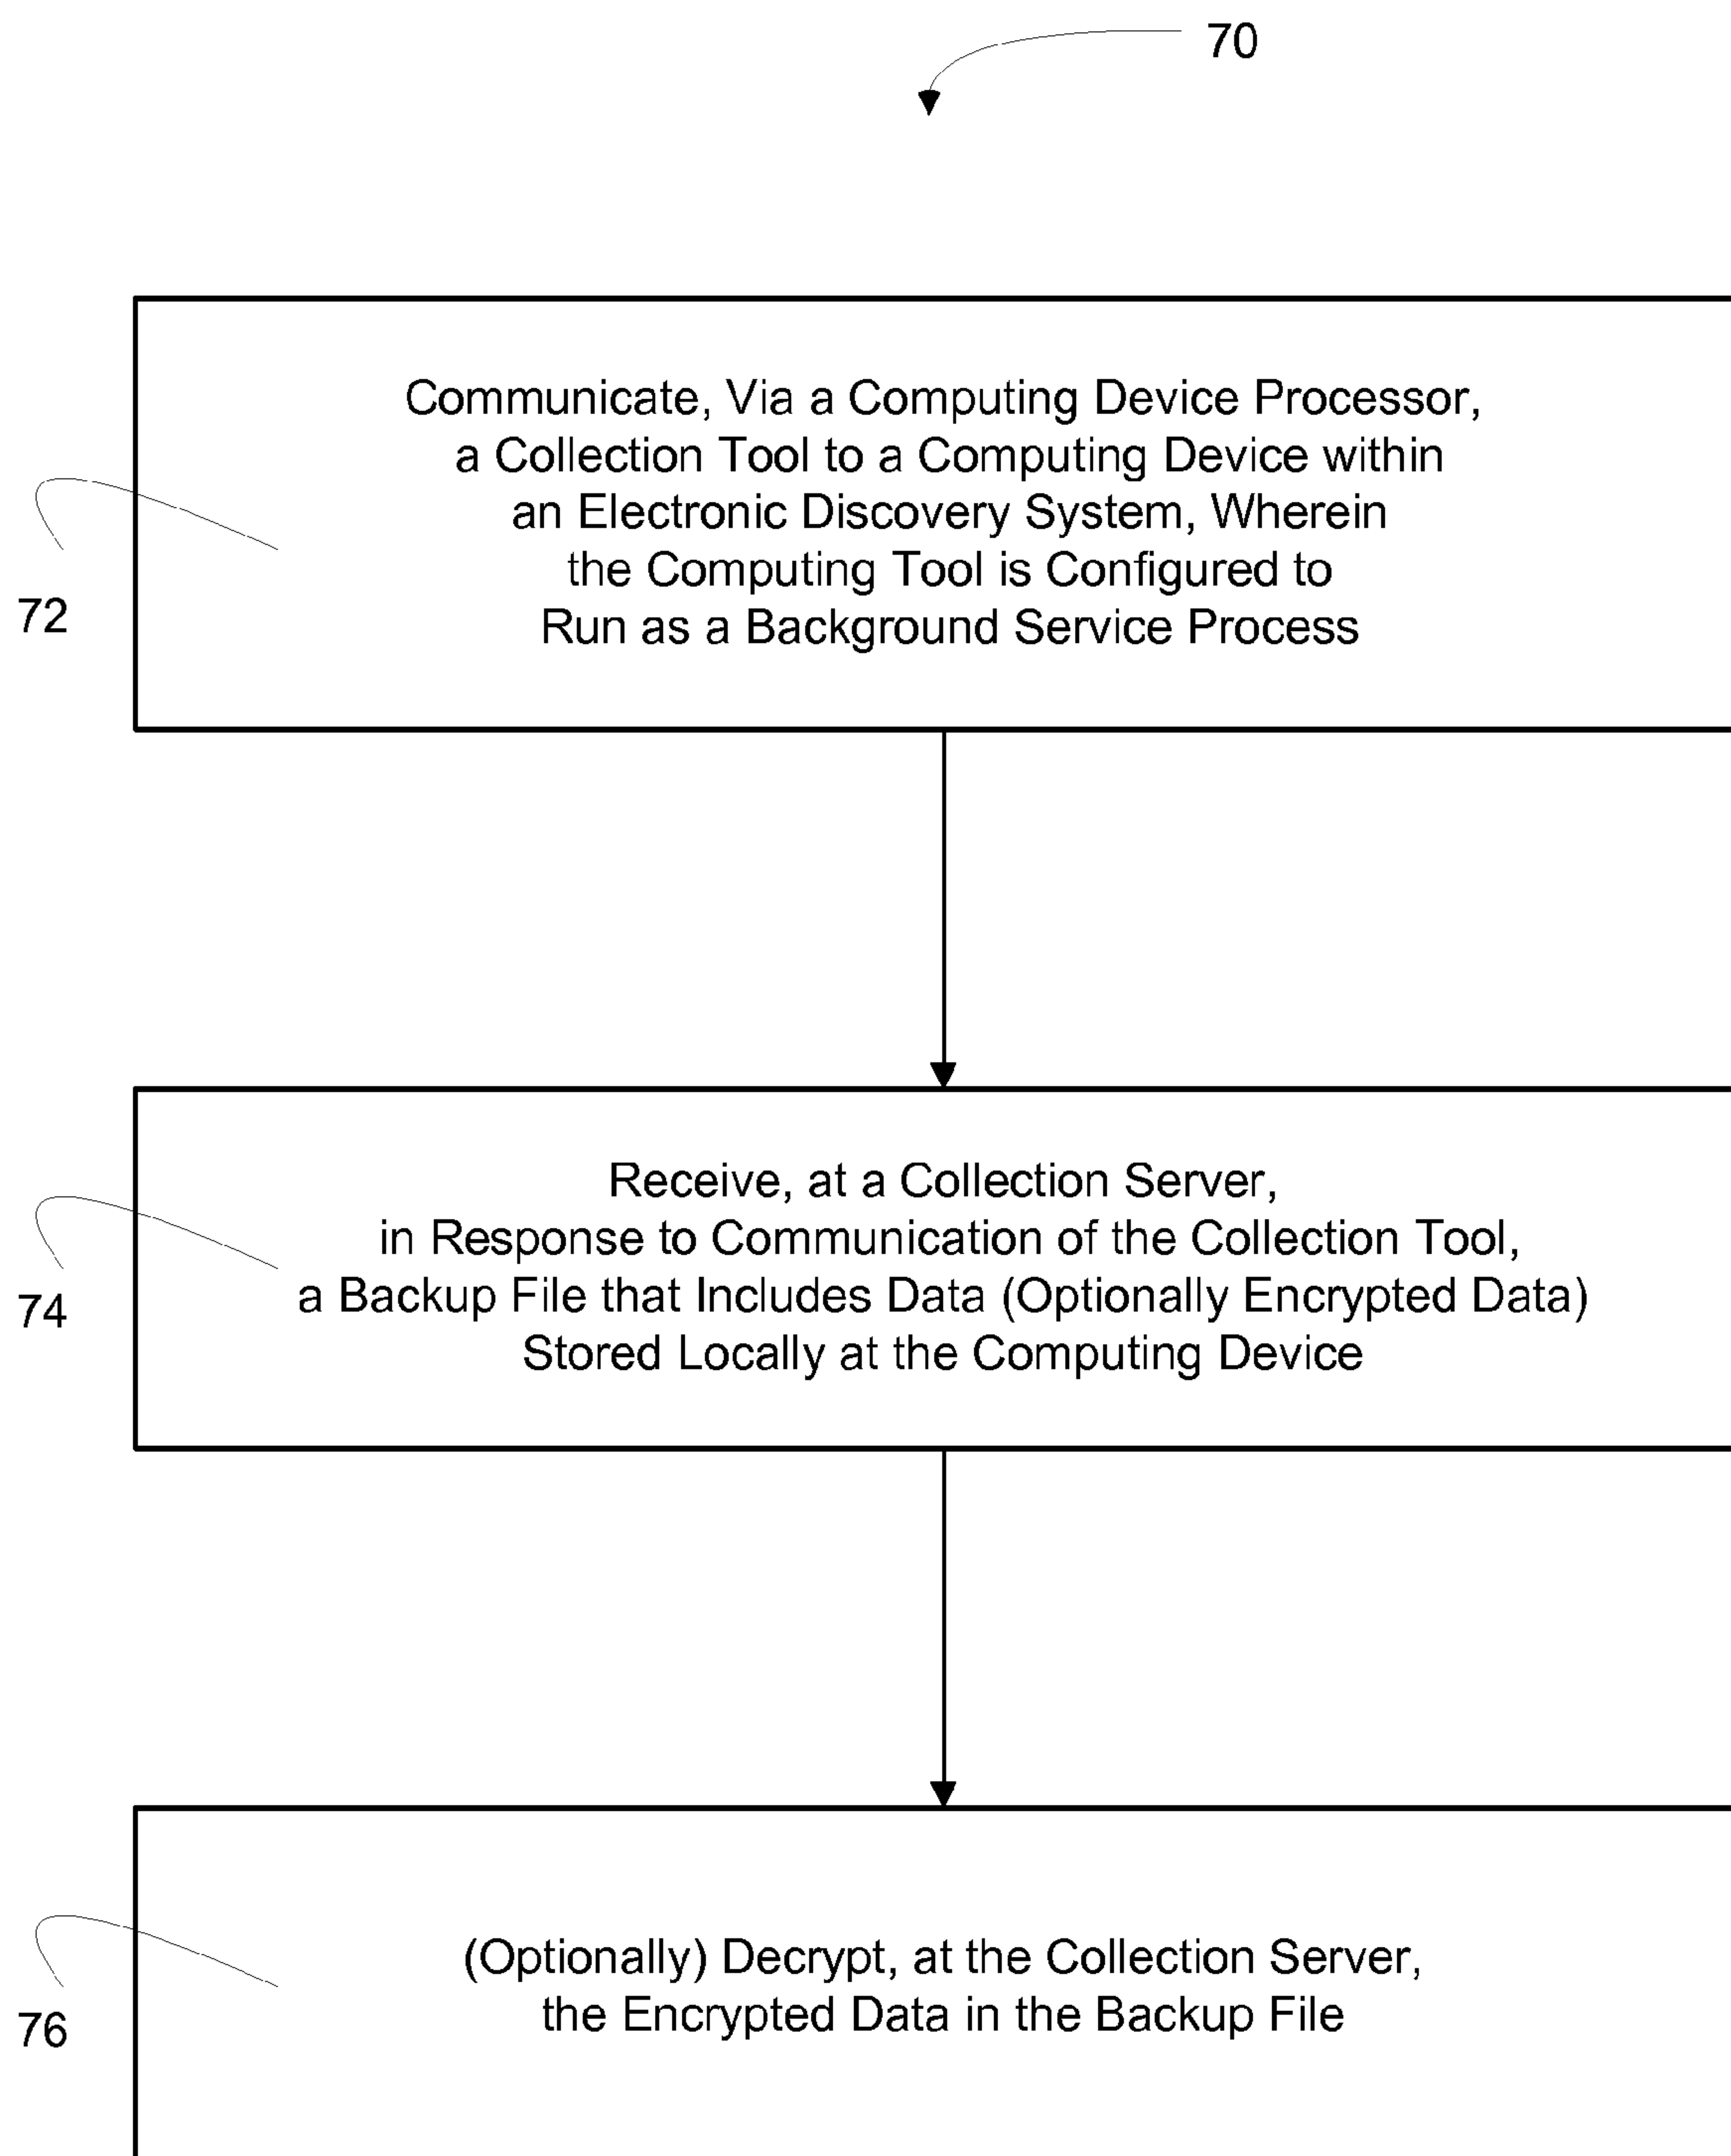 70
Communicate, Via a Computing Device Processor,
a Collection Tool to a Computing Device within
an Electronic Discovery System, Wherein
the Computing Tool is Configured to
Run as a Background Service Process
72
Receive, at a Collection Server,
in Response to Communication of the Collection Tool,
a Backup File that Includes Data (Optionally Encrypted Data)
Stored Locally at the Computing Device
74
(Optionally) Decrypt, at the Collection Server,
the Encrypted Data in the Backup File
76